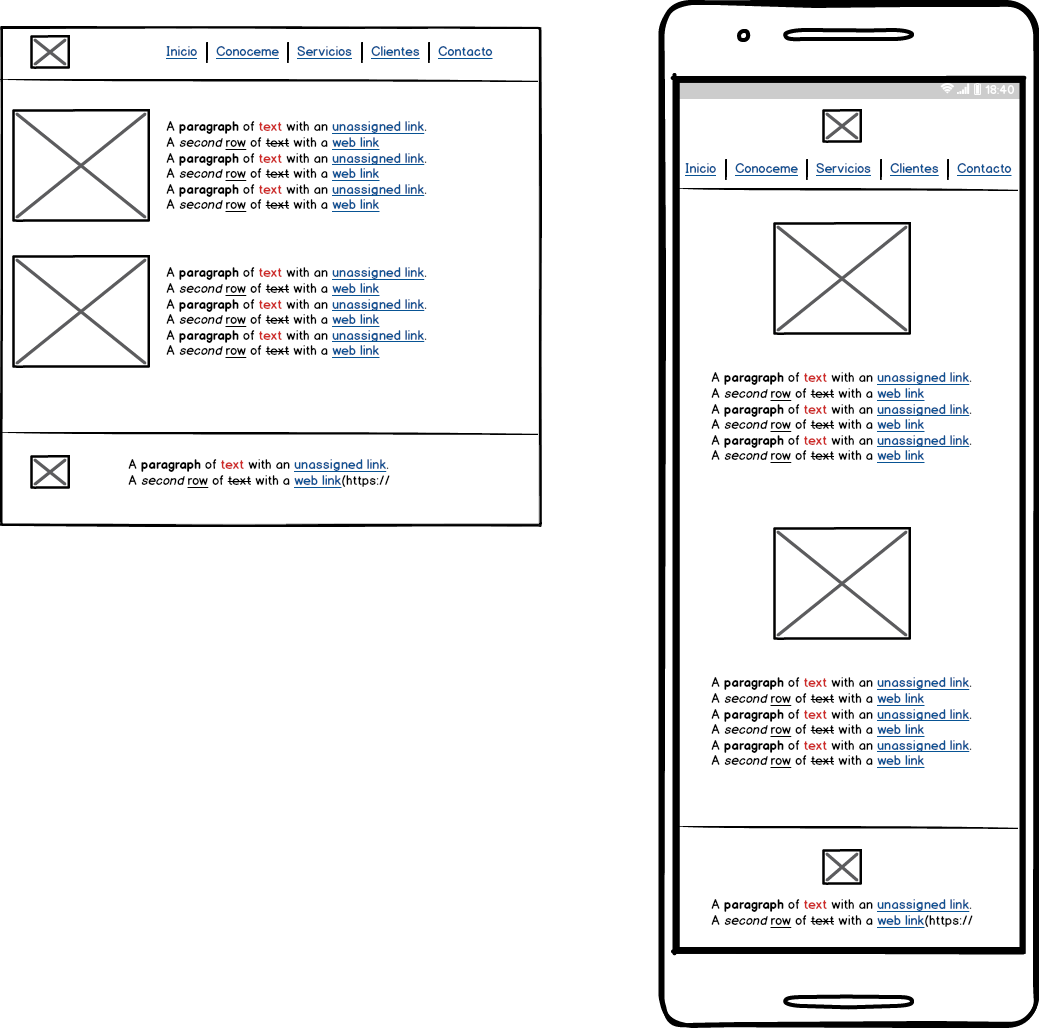 Inicio Conoceme Servicios Clientes Contacto
A paragraph of text with an unassigned link.
A second row of text with a web link
A paragraph of text with an unassigned link.
A second row of text with a web link
A paragraph of text with an unassigned link.
A second row of text with a web link
A paragraph of text with an unassigned link.
A second row of text with a web link
A paragraph of text with an unassigned link.
A second row of text with a web link
A paragraph of text with an unassigned link.
A second row of text with a web link
A paragraph of text with an unassigned link.
A second row of text with a web link(https://
18:40
Inicio Conoceme Servicios Clientes Contacto
A paragraph of text with an unassigned link.
A second row of text with a web link
A paragraph of text with an unassigned link.
A second row of text with a web link
A paragraph of text with an unassigned link.
A second row of text with a web link
A paragraph of text with an unassigned link.
A second row of text with a web link
A paragraph of text with an unassigned link.
A second row of text with a web link
A paragraph of text with an unassigned link.
A second row of text with a web link
A paragraph of text with an unassigned link.
A second row of text with a web link(https://